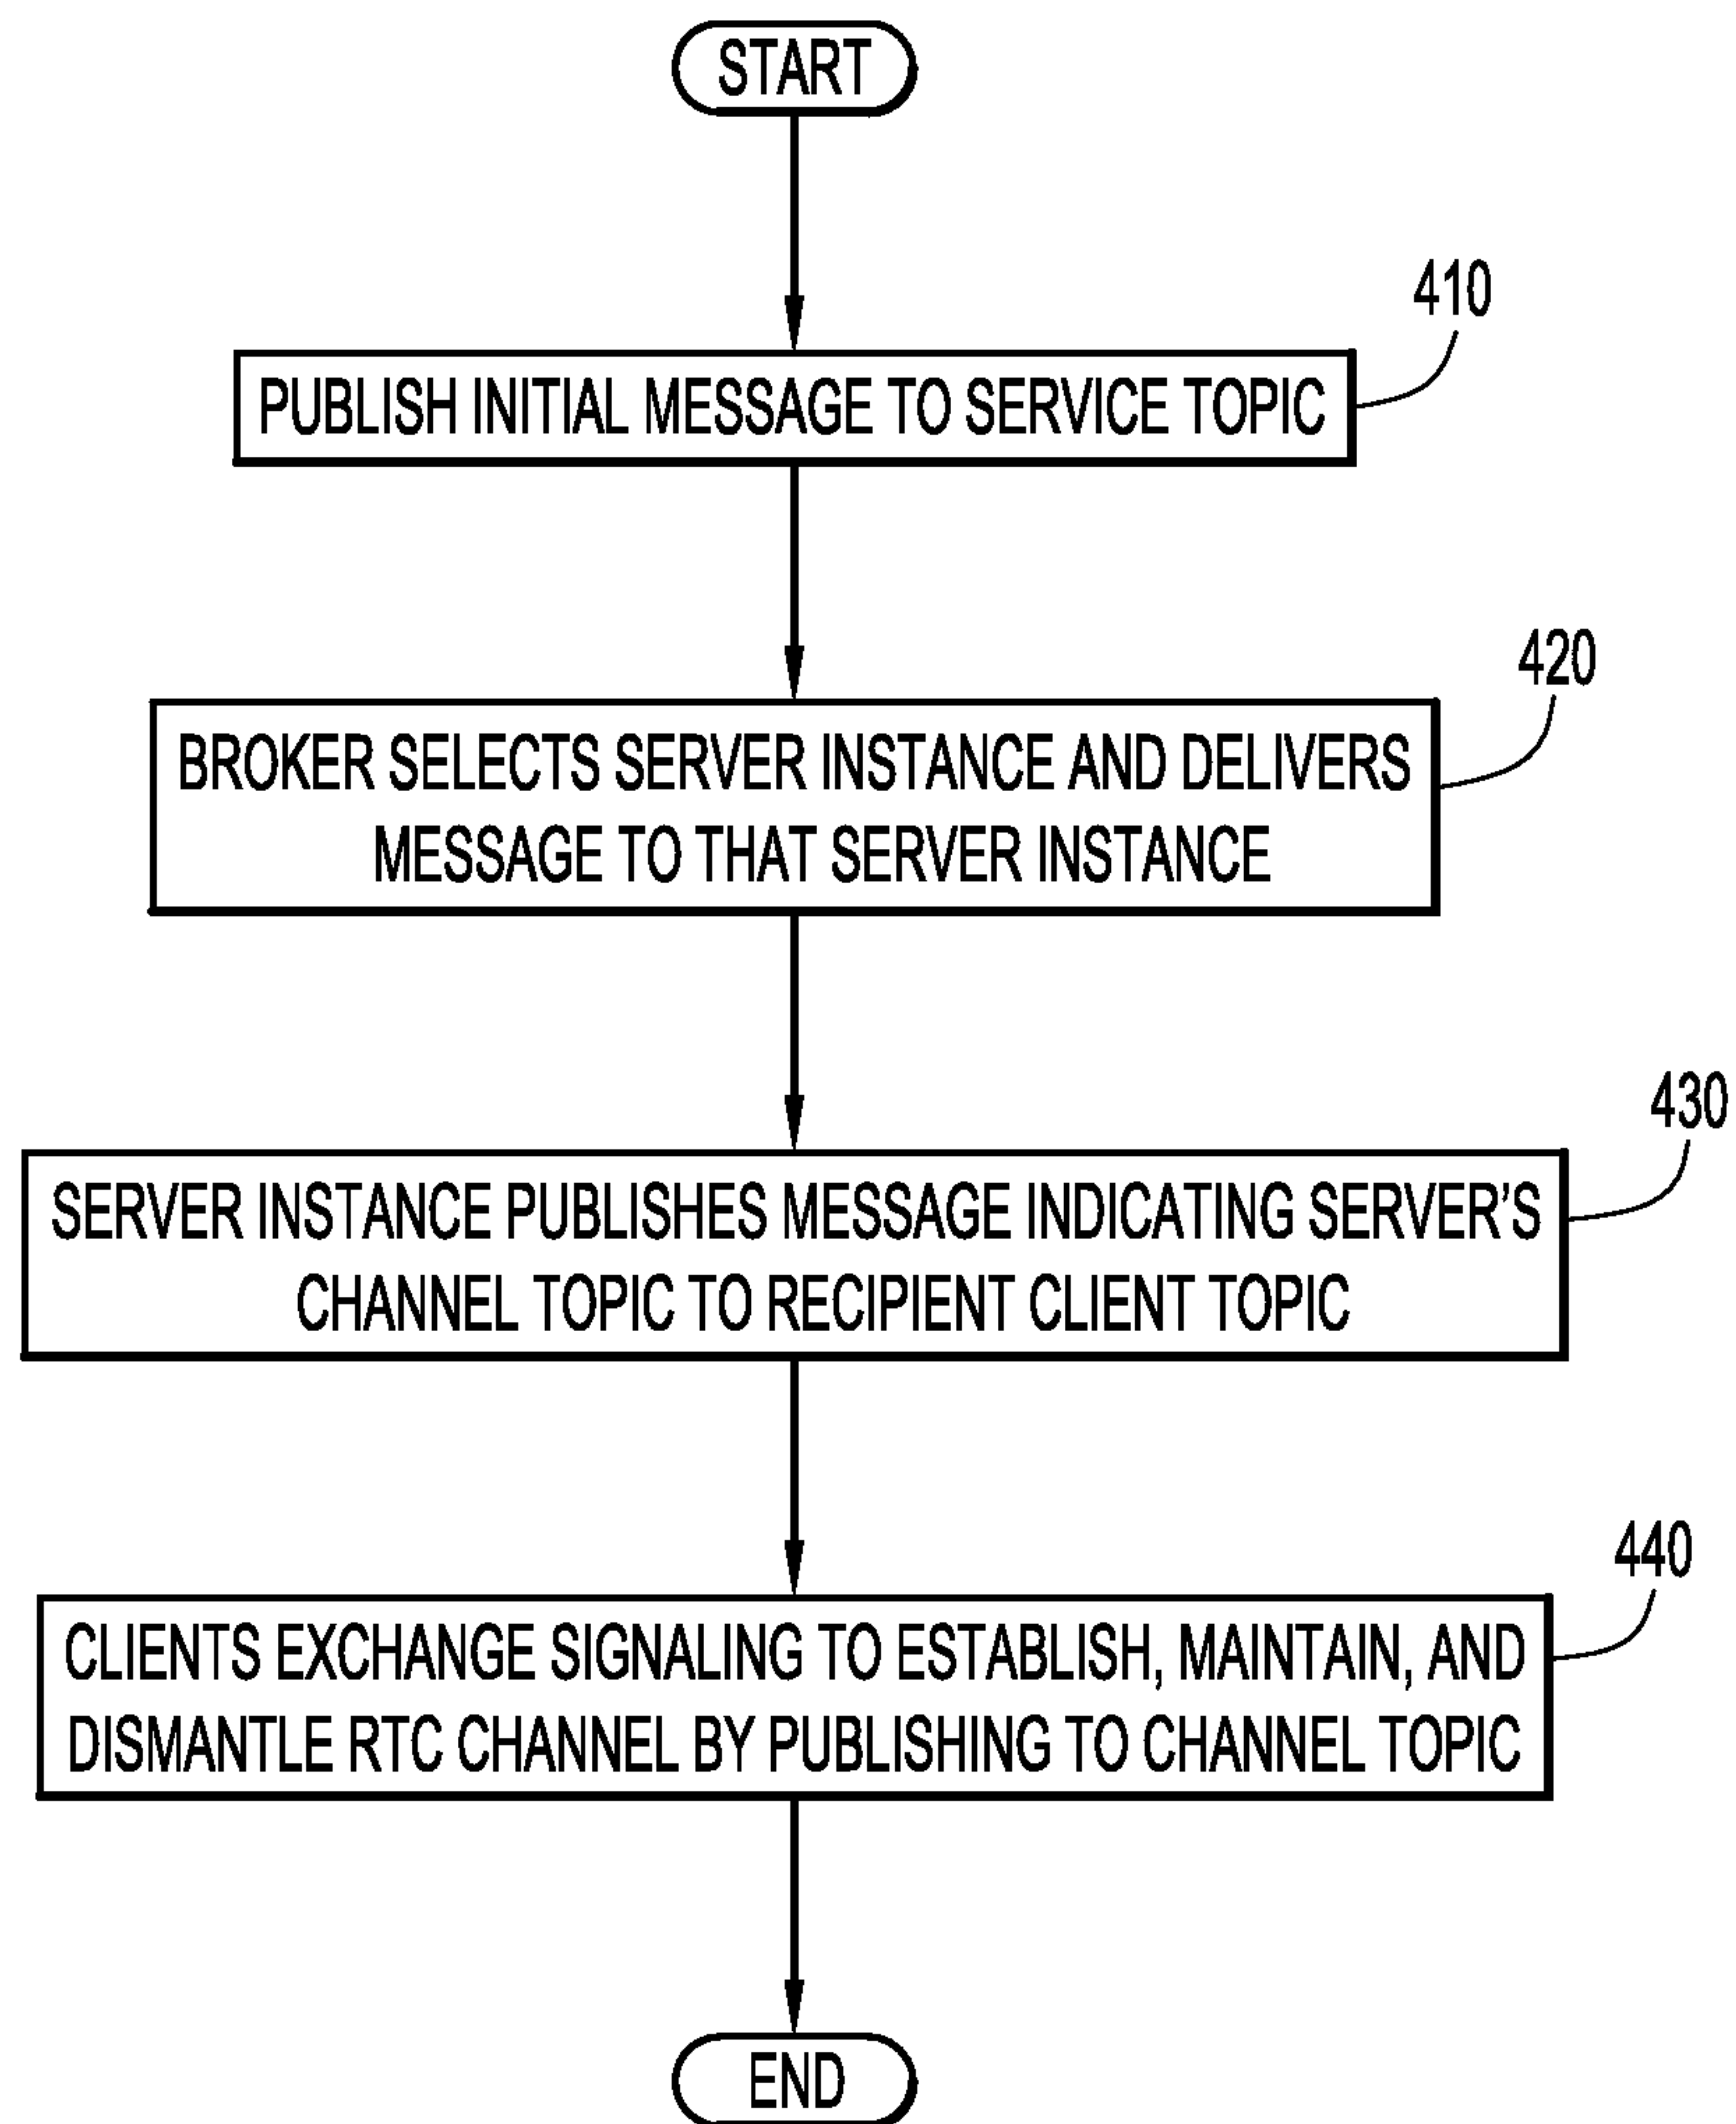 START
410
PUBLISH INITIAL MESSAGE TO SERVICE TOPIC
420
BROKER SELECTS SERVER INSTANCE AND DELIVERS
MESSAGE TO THAT SERVER INSTANCE
430
SERVER INSTANCE PUBLISHES MESSAGE INDICATING SERVER'S
CHANNEL TOPIC TO RECIPIENT CLIENT TOPIC
440
CLIENTS EXCHANGE SIGNALING TO ESTABLISH, MAINTAIN, AND
DISMANTLE RTC CHANNEL BY PUBLISHING TO CHANNEL TOPIC
END